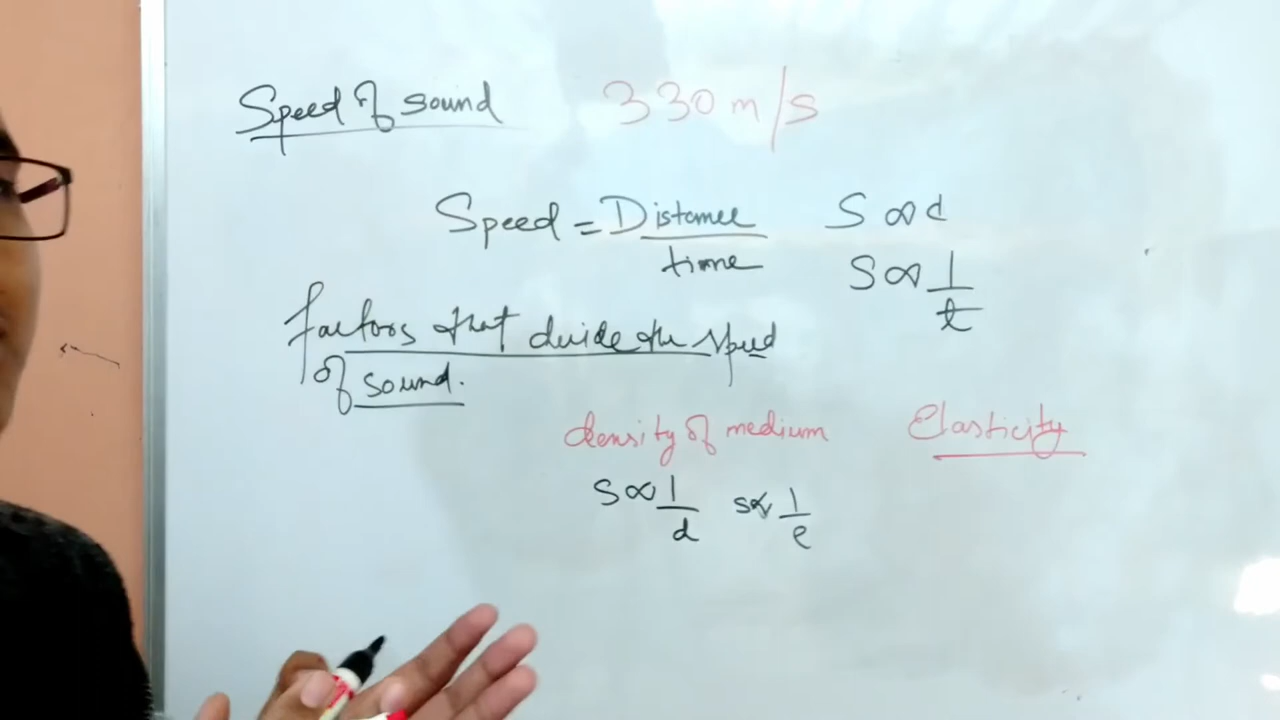 Speed of sound 330 m/s
Speed = Distance / time S ∝ d
S ∝ 1/t
factors that divide the speed
of sound.
density of medium Elasticity
S ∝ 1/d S ∝ 1/e